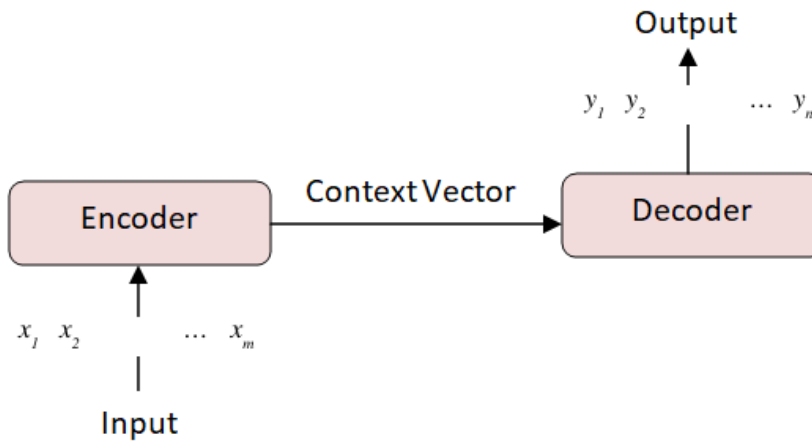 Output
y1 y2 ... yn
Context Vector
Encoder
Decoder
x1 x2 ... xm
Input